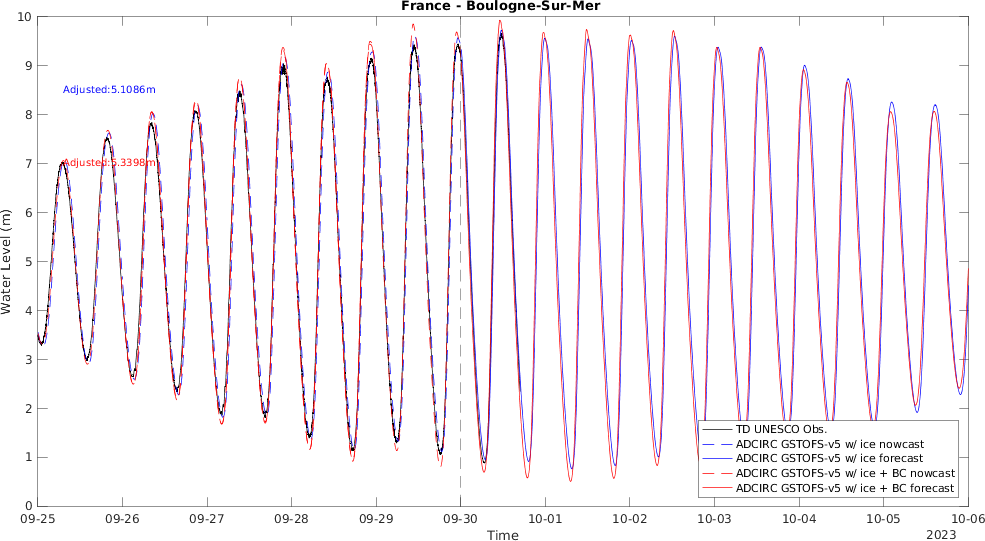 France - Boulogne-Sur-Mer
10
9
Adjusted:5.1086m
8
7
Adjusted:5.3398m
6
5
4
3
2
1
0
Water Level (m)
TD UNESCO Obs.
ADCIRC GSTOFS-v5 w/ ice nowcast
ADCIRC GSTOFS-v5 w/ ice forecast
ADCIRC GSTOFS-v5 w/ ice + BC nowcast
ADCIRC GSTOFS-v5 w/ ice + BC forecast
09-25 09-26 09-27 09-28 09-29 09-30 10-01 10-02 10-03 10-04 10-05 10-06
Time
2023